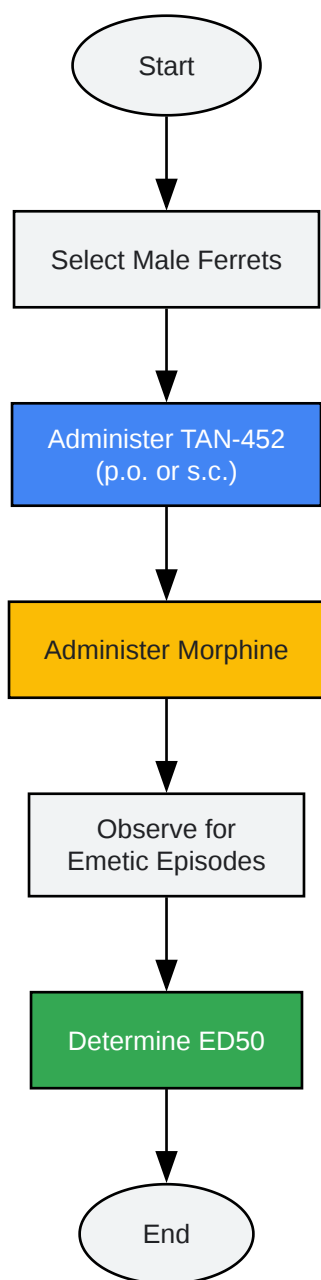 Start
Select Male Ferrets
Administer TAN-452
(p.o. or s.c.)
Administer Morphine
Observe for
Emetic Episodes
Determine ED50
End